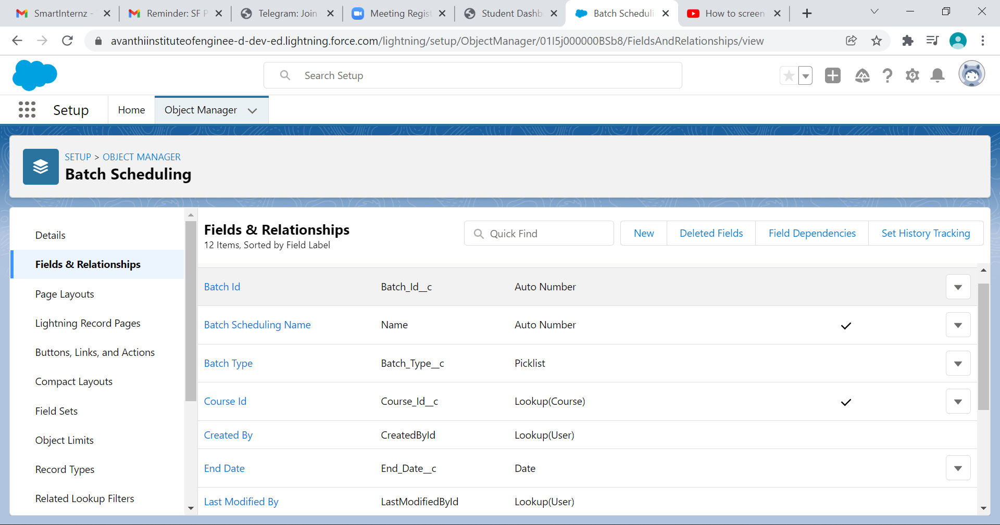 SmartInternz -
Reminder: SF P
Telegram: Join
Meeting Regist
Student Dashb
Batch Scheduli
How to screen
avanthiinstituteofenginee-d-dev-ed.lightning.force.com/lightning/setup/ObjectManager/01I5j000000BSb8/FieldsAndRelationships/view
Search Setup
Setup
Home
Object Manager
SETUP > OBJECT MANAGER
Batch Scheduling
Details
Fields & Relationships
Page Layouts
Lightning Record Pages
Buttons, Links, and Actions
Compact Layouts
Field Sets
Object Limits
Record Types
Related Lookup Filters
Fields & Relationships
12 Items, Sorted by Field Label
Quick Find
New
Deleted Fields
Field Dependencies
Set History Tracking
Batch Id Batch_Id__c Auto Number
Batch Scheduling Name Name Auto Number
Batch Type Batch_Type__c Picklist
Course Id Course_Id__c Lookup(Course)
Created By CreatedById Lookup(User)
End Date End_Date__c Date
Last Modified By LastModifiedById Lookup(User)